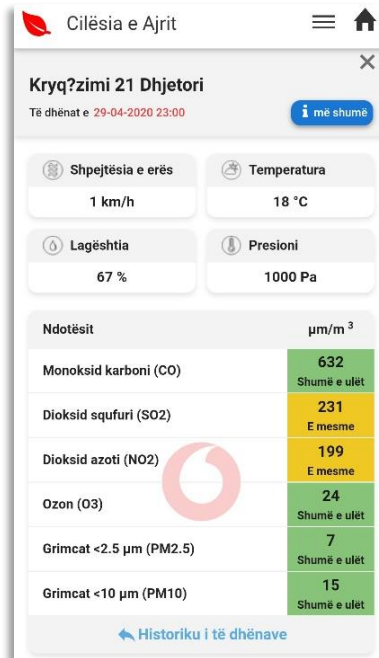 Cilësia e Ajrit
Kryq?zimi 21 Dhjetori
Të dhënat e 29-04-2020 23:00
i më shumë
Shpejtësia e erës
Temperatura
1 km/h
18 °C
Lagështia
Presioni
67 %
1000 Pa
Ndotësit
µm/m ³
Monoksid karboni (CO)
632
Shumë e ulët
Dioksid squfuri (SO2)
231
E mesme
Dioksid azoti (NO2)
199
E mesme
Ozon (O3)
24
Shumë e ulët
Grimcat <2.5 µm (PM2.5)
7
Shumë e ulët
Grimcat <10 µm (PM10)
15
Shumë e ulët
Historiku i të dhënave